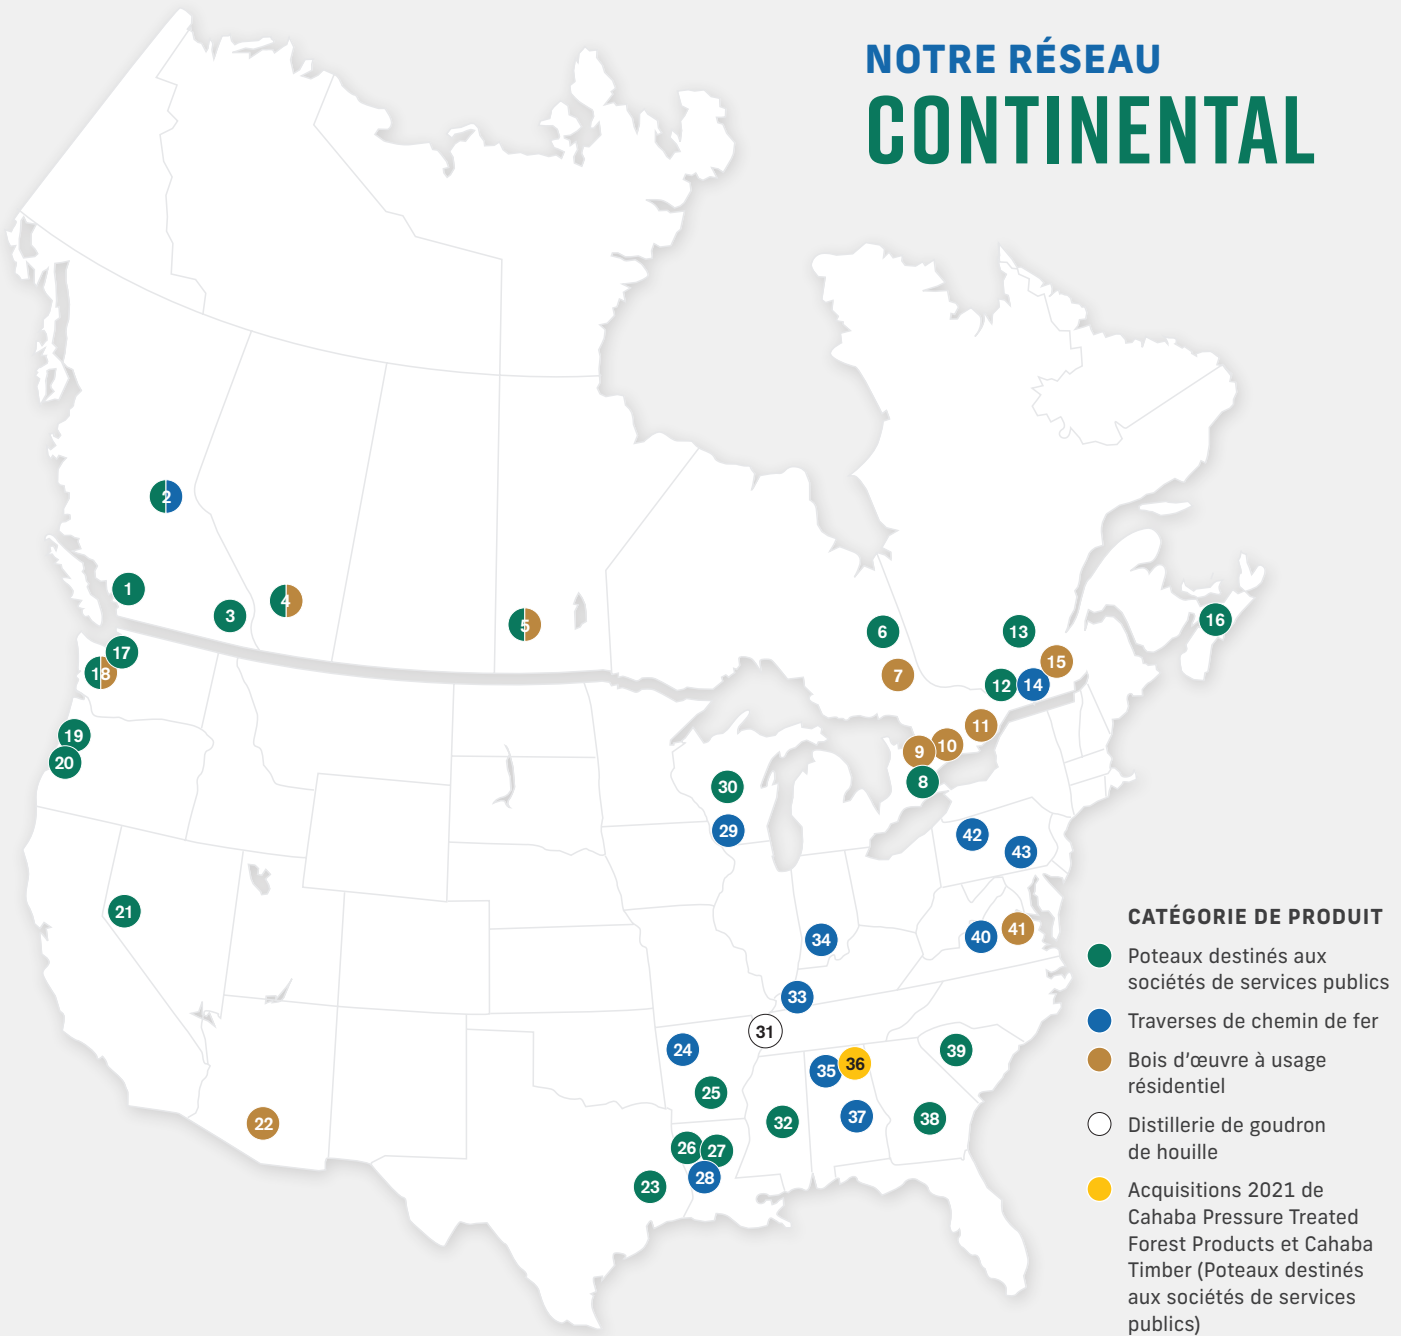 NOTRE RÉSEAU
CONTINENTAL
2
1
3
4
5
6
13
16
17
18
7
15
12
14
19
20
11
9
10
8
30
29
42
43
21
34
40
41
33
31
24
35
36
39
25
22
32
37
38
26
27
28
23
CATÉGORIE DE PRODUIT
Poteaux destinés aux
sociétés de services publics
Traverses de chemin de fer
Bois d'œuvre à usage
résidentiel
Distillerie de goudron
de houille
Acquisitions 2021 de
Cahaba Pressure Treated
Forest Products et Cahaba
Timber (Poteaux destinés
aux sociétés de services
publics)